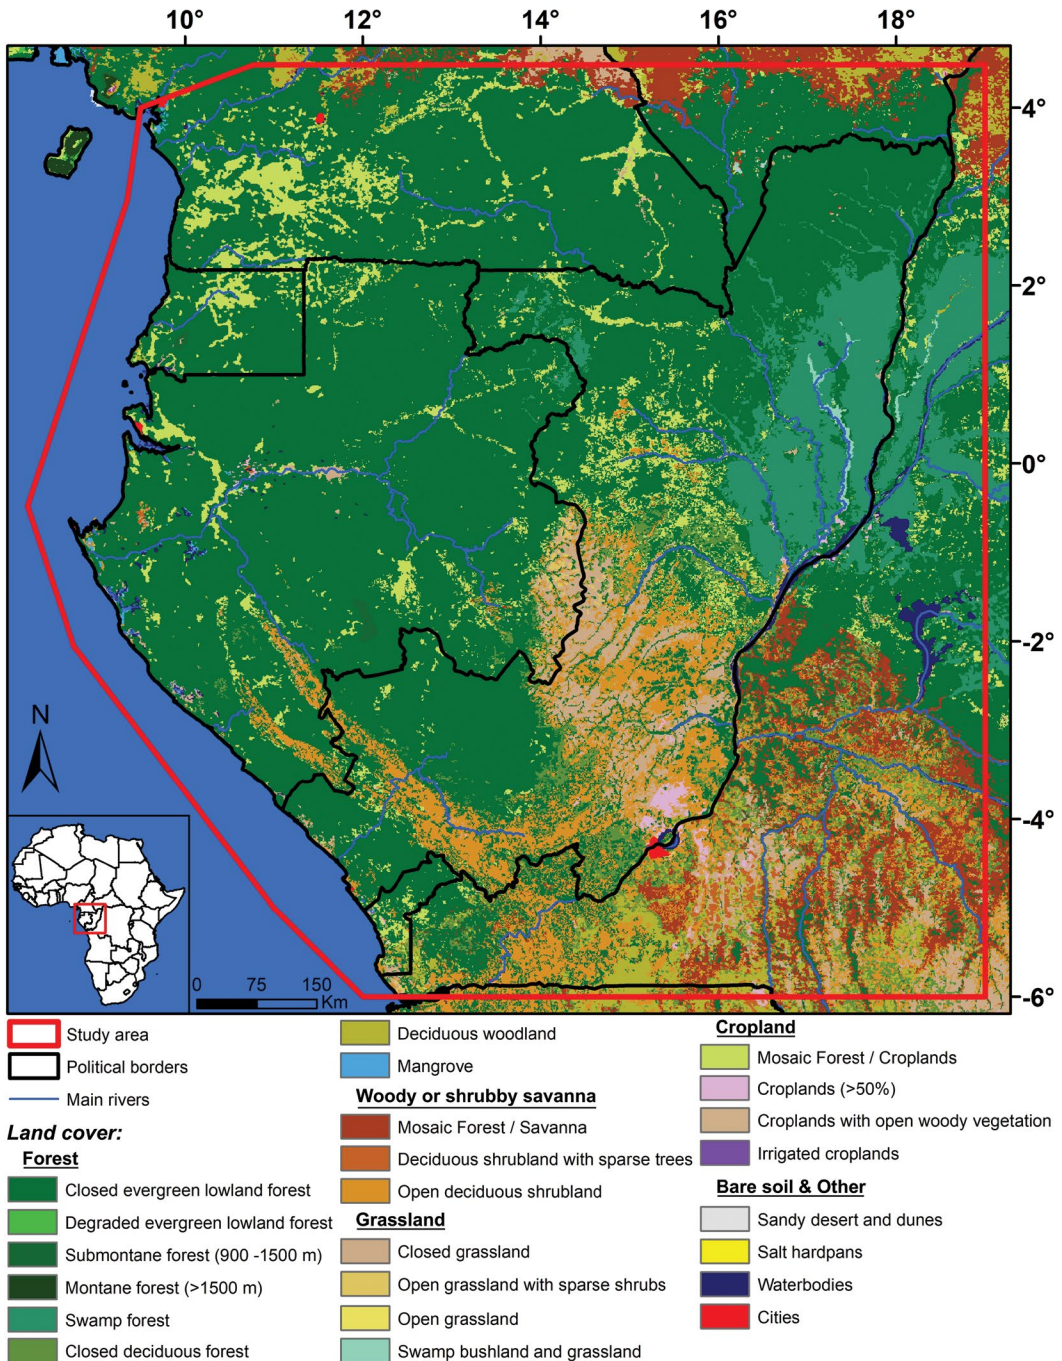 10° 12° 14° 16° 18°
4°
2°
0°
-2°
N
-4°
0 75 150
Km
-6°
Study area
Political borders
Main rivers
Land cover:
Forest
Closed evergreen lowland forest
Degraded evergreen lowland forest
Submontane forest (900 -1500 m)
Montane forest (>1500 m)
Swamp forest
Closed deciduous forest
Deciduous woodland
Mangrove
Woody or shrubby savanna
Mosaic Forest / Savanna
Deciduous shrubland with sparse trees
Open deciduous shrubland
Grassland
Closed grassland
Open grassland with sparse shrubs
Open grassland
Swamp bushland and grassland
Cropland
Mosaic Forest / Croplands
Croplands (>50%)
Croplands with open woody vegetation
Irrigated croplands
Bare soil & Other
Sandy desert and dunes
Salt hardpans
Waterbodies
Cities